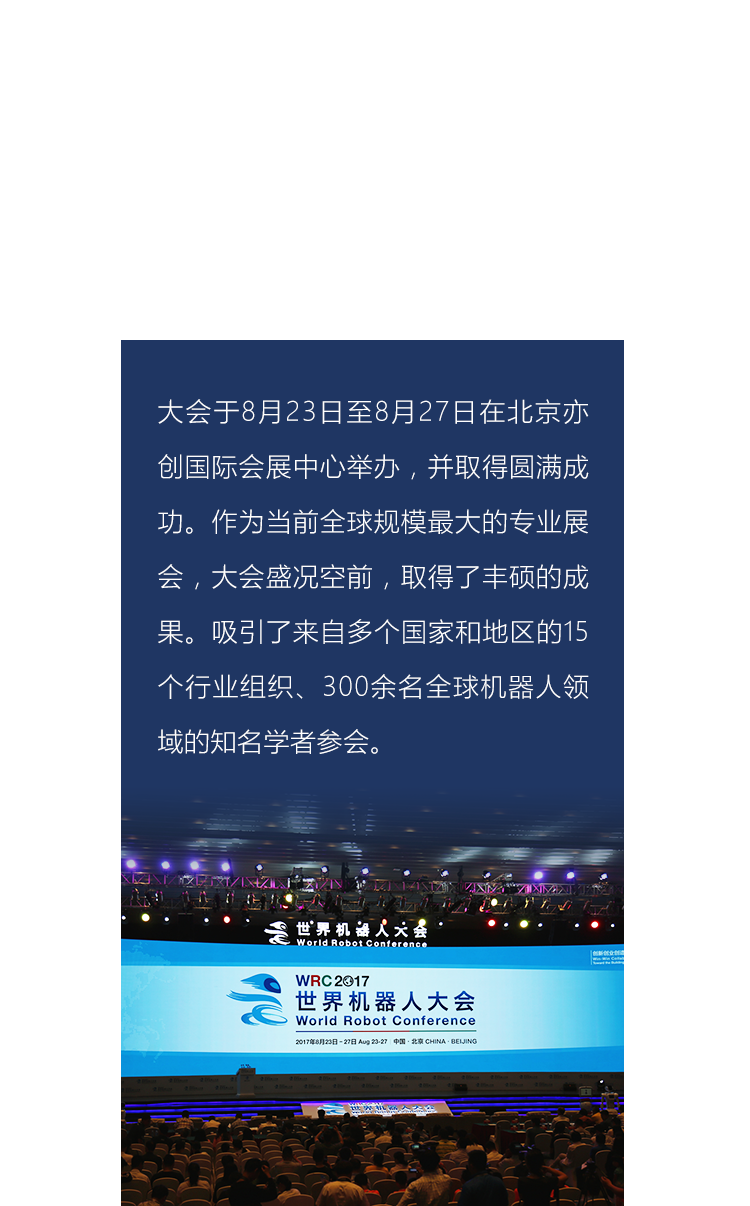 大会于8月23日至8月27日在北京亦
创国际会展中心举办，并取得圆满成
功。作为当前全球规模最大的专业展
会，大会盛况空前，取得了丰硕的成
果。吸引了来自多个国家和地区的15
个行业组织、300余名全球机器人领
域的知名学者参会。
世界机器人大会
World Robot Conference
创新创业创造
WRC2017
世界机器人大会
World Robot Conference
2017年8月23日-27日 Aug 23-27 中国·北京 CHINA·BEIJING
世界机器人大会